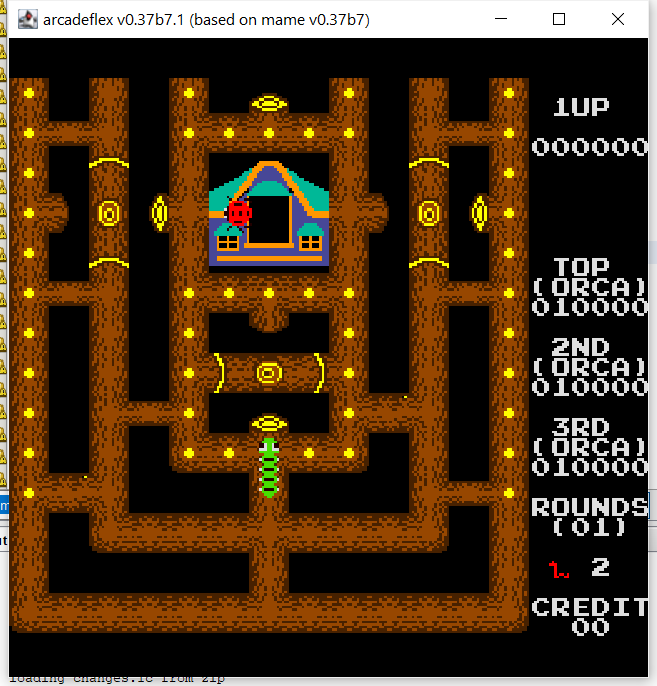 arcadeflex v0.37b7.1 (based on mame v0.37b7)
1UP
000000
TOP
(ORCA)
010000
2ND
(ORCA)
010000
3RD
(ORCA)
010000
ROUNDS
(01)
2
CREDIT
00
loading changes.lc from zip